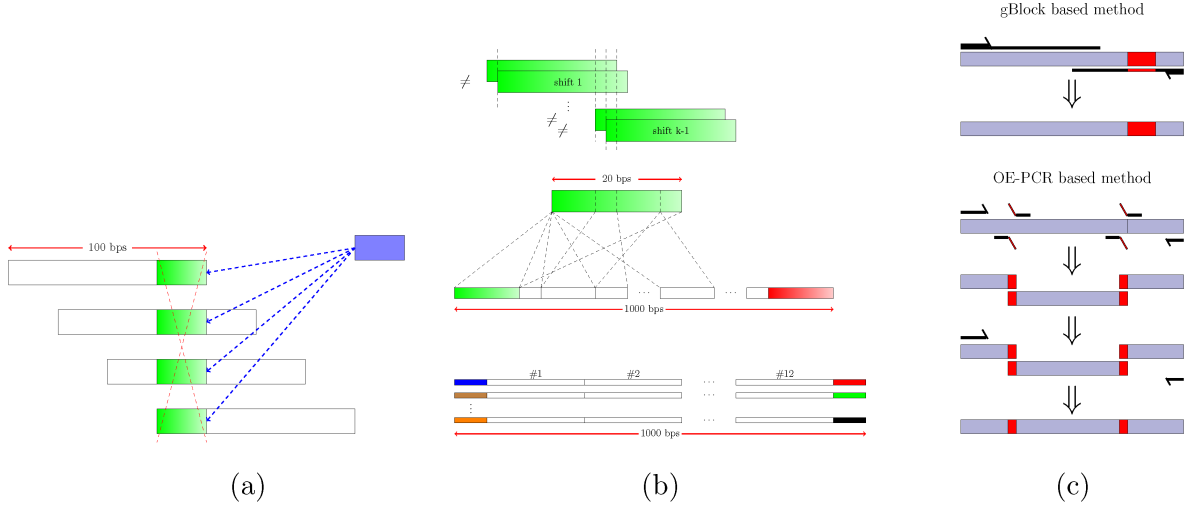 100 bps
(a)
≠
shift 1
⋮
≠
≠
shift k-1
20 bps
⋯
⋯
1000 bps
#1 #2 #12
⋯
⋮
⋯
1000 bps
(b)
gBlock based method
OE-PCR based method
(c)